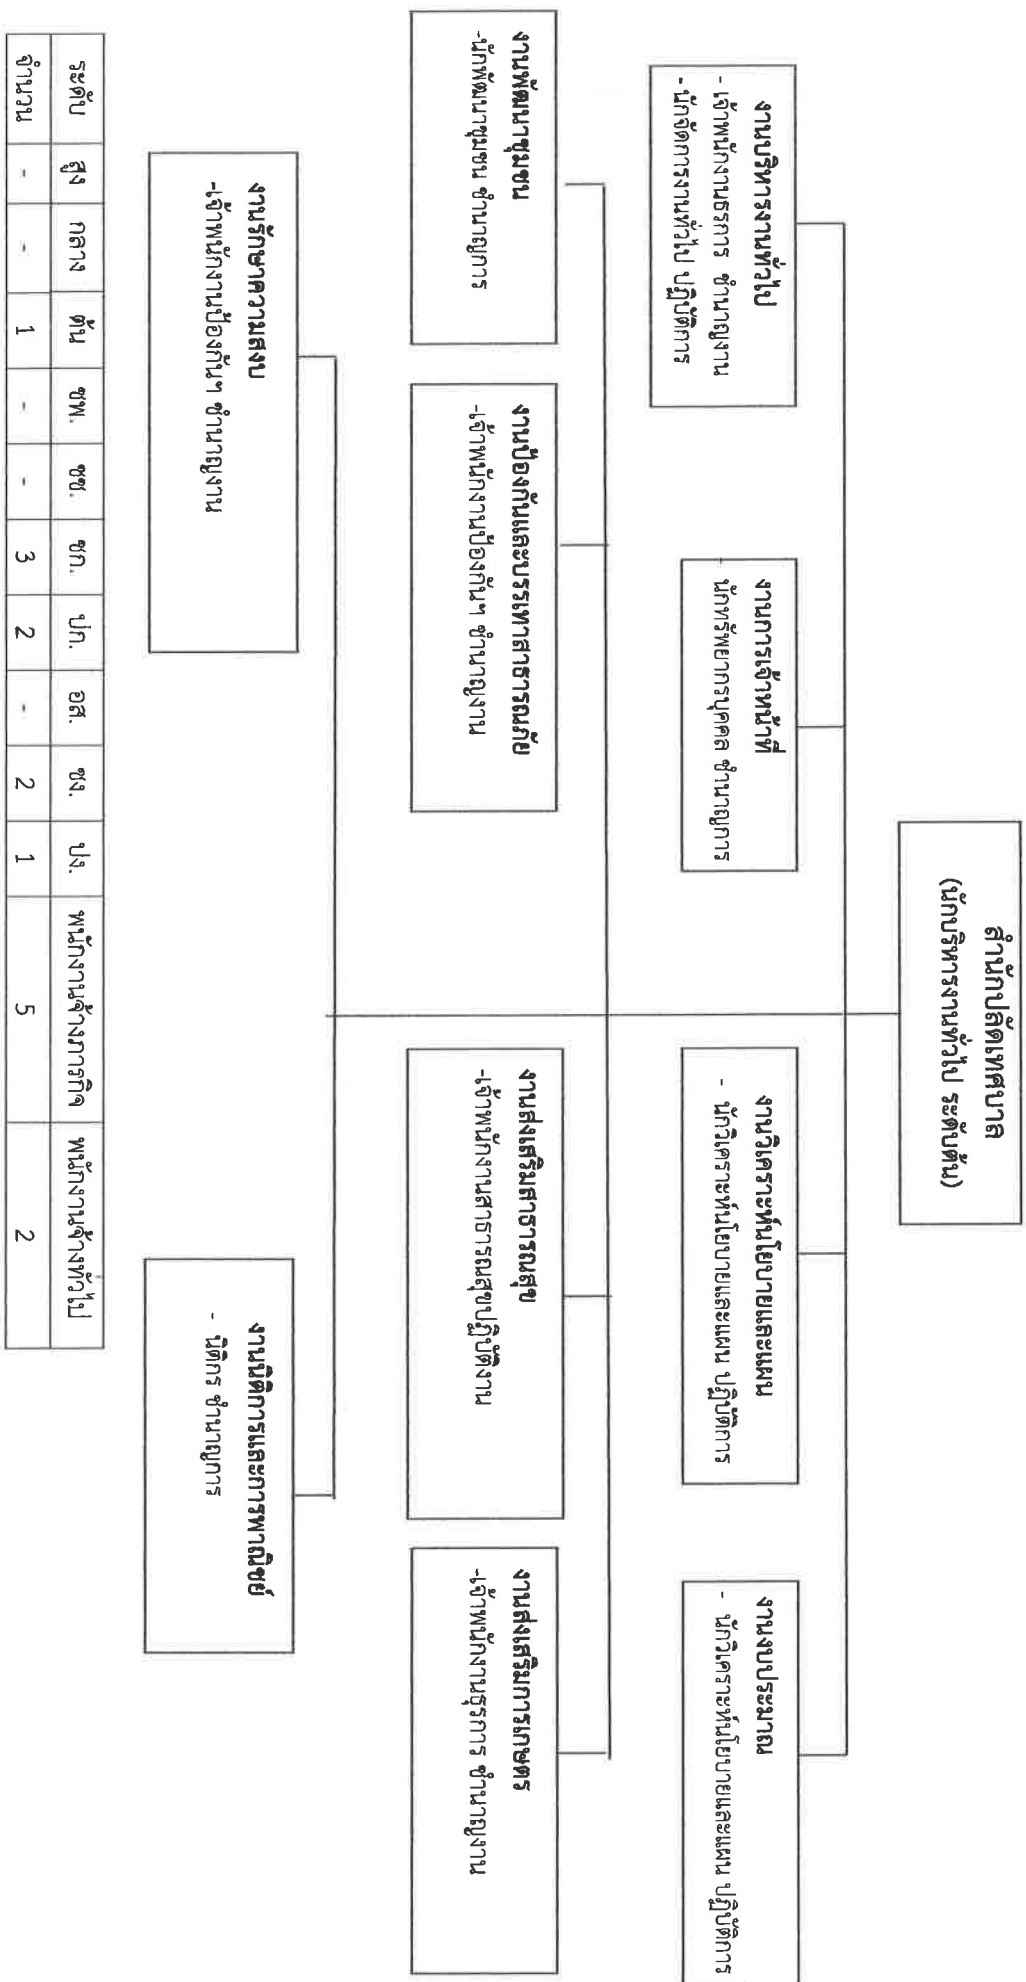 สำนักปลัดเทศบาล
(นักบริหารงานทั่วไป ระดับต้น)
งานบริหารงานทั่วไป
- เจ้าพนักงานธุรการ ชำนาญงาน
- นักจัดการงานทั่วไป ปฏิบัติการ
งานการเจ้าหน้าที่
นักทรัพยากรบุคคล ชำนาญการ
งานวิเคราะห์นโยบายและแผน
- นักวิเคราะห์นโยบายและแผน ปฏิบัติการ
งานงบประมาณ
- นักวิเคราะห์นโยบายและแผน ปฏิบัติการ
งานพัฒนาชุมชน
-นักพัฒนาชุมชน ชำนาญการ
งานป้องกันและบรรเทาสาธารณภัย
-เจ้าพนักงานป้องกันฯ ชำนาญงาน
งานส่งเสริมสาธารณสุข
-เจ้าพนักงานสาธารณสุขปฏิบัติงาน
งานส่งเสริมการเกษตร
-เจ้าพนักงานธุรการ ชำนาญงาน
งานรักษาความสงบ
-เจ้าพนักงานป้องกันฯ ชำนาญงาน
งานนิติการและการพาณิชย์
- นิติกร ชำนาญการ
ระดับ สูง กลาง ต้น ชพ. ชช. ชก. ปก. อส. ชง. ปง. พนักงานจ้างภารกิจ พนักงานจ้างทั่วไป
จำนวน - - 1 - - 3 2 - 2 1 5 2